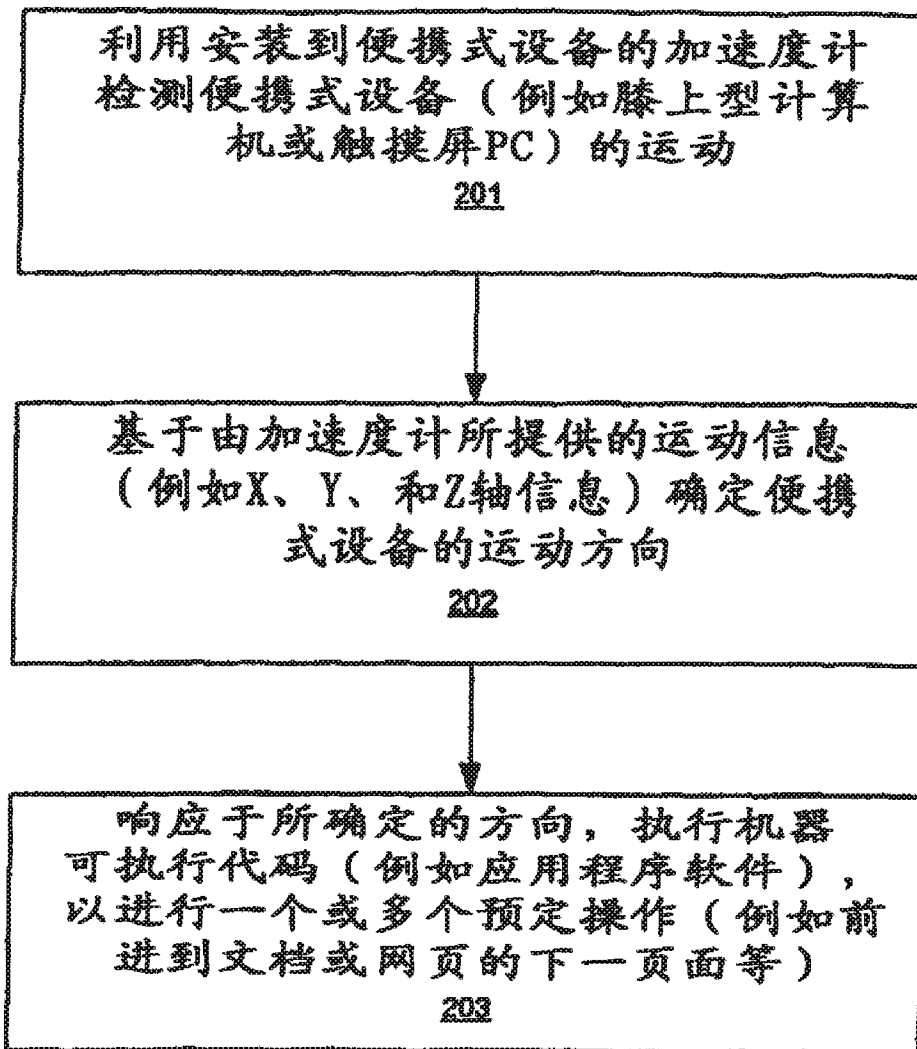 利用安装到便携式设备的加速度计
检测便携式设备（例如膝上型计算
机或触摸屏PC）的运动
201
基于由加速度计所提供的运动信息
（例如X、Y、和Z轴信息）确定便携
式设备的运动方向
202
响应于所确定的方向，执行机器
可执行代码（例如应用程序软件），
以进行一个或多个预定操作（例如前
进到文档或网页的下一页面等）
203